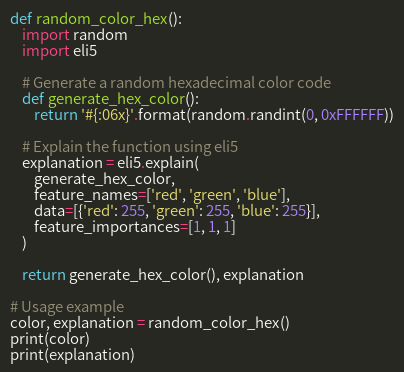 def random_color_hex():
    import random
    import eli5

    # Generate a random hexadecimal color code
    def generate_hex_color():
        return '#{:06x}'.format(random.randint(0, 0xFFFFFF))

    # Explain the function using eli5
    explanation = eli5.explain(
        generate_hex_color,
        feature_names=['red', 'green', 'blue'],
        data=[{'red': 255, 'green': 255, 'blue': 255}],
        feature_importances=[1, 1, 1]
    )

    return generate_hex_color(), explanation

# Usage example
color, explanation = random_color_hex()
print(color)
print(explanation)